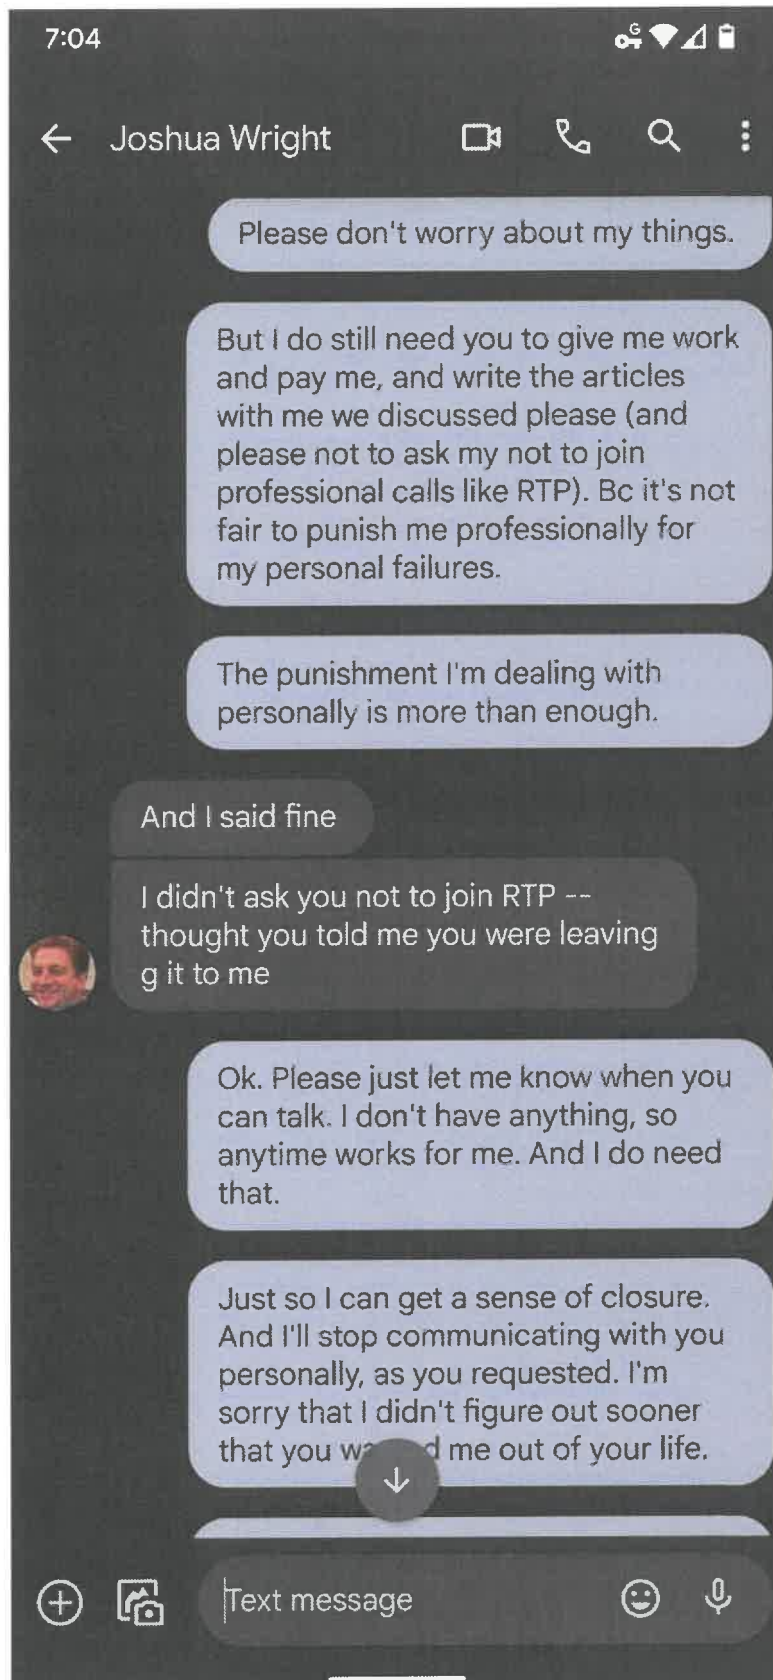 7:04
G
Joshua Wright
Please don't worry about my things.
But I do still need you to give me work
and pay me, and write the articles
with me we discussed please (and
please not to ask my not to join
professional calls like RTP). Bc it's not
fair to punish me professionally for
my personal failures.
The punishment I'm dealing with
personally is more than enough.
And I said fine
I didn't ask you not to join RTP --
thought you told me you were leaving
g it to me
Ok. Please just let me know when you
can talk. I don't have anything, so
anytime works for me. And I do need
that.
Just so I can get a sense of closure.
And I'll stop communicating with you
personally, as you requested. I'm
sorry that I didn't figure out sooner
that you me out of your life.
Text message